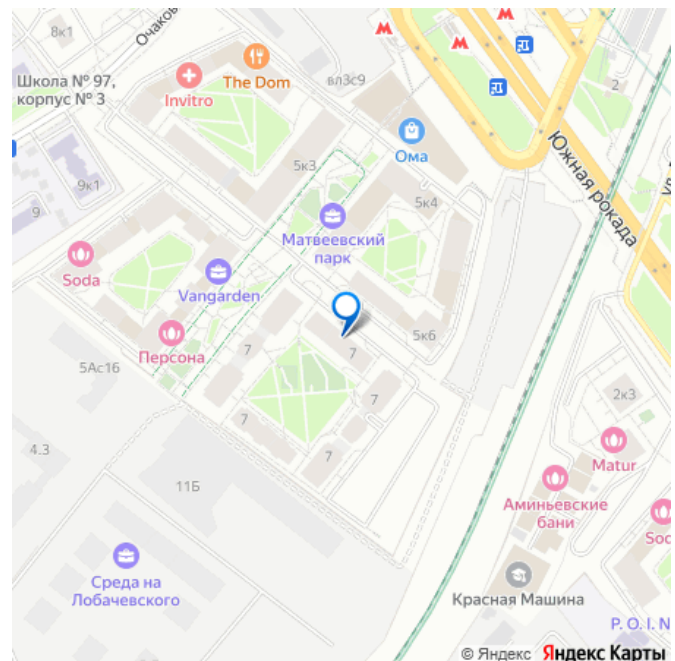 8к1
Очаков
Школа № 97,
корпус № 3
Invitro
The Dom
вл3с9
2
Ома
Южная рокада
5к3
9к1
9
5к4
Матвеевский
парк
Soda
Vangarden
Персона
5к6
7
7
7
7
7
5Ас16
2к3
4.3
11Б
Matur
Аминьевские
бани
Soc
Среда на
Лобачевского
Красная Машина
P. O. I. N
© Яндекс Яндекс Карты